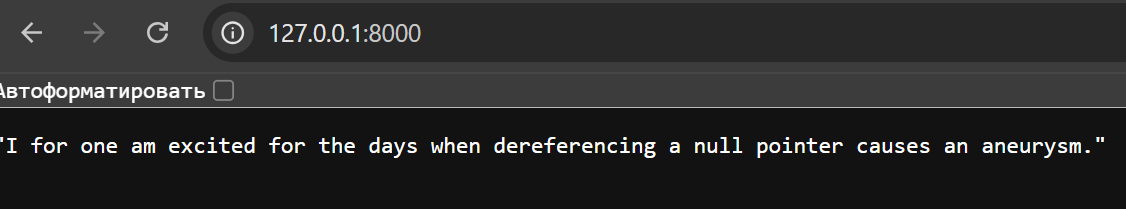 127.0.0.1:8000
Автоформатировать
"I for one am excited for the days when dereferencing a null pointer causes an aneurysm."